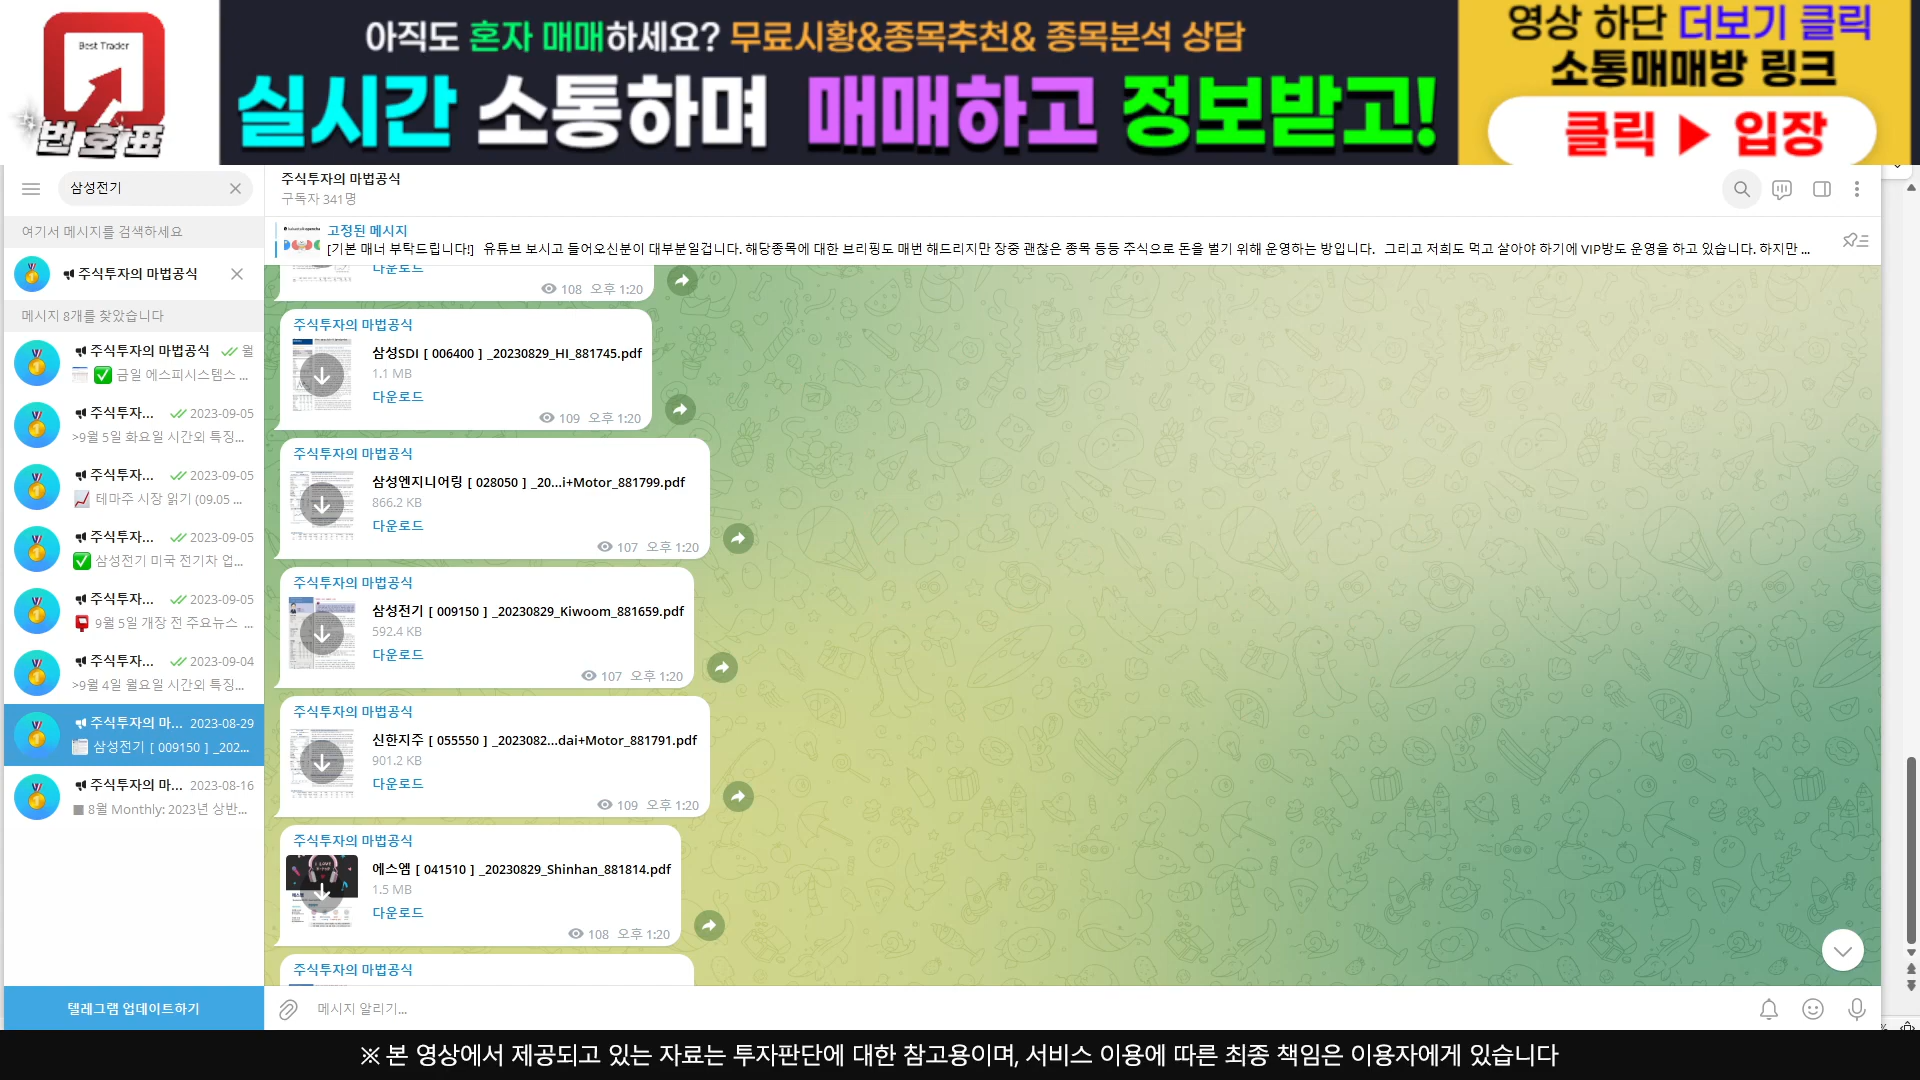 Best Trader
번호표
아직도 혼자 매매하세요? 무료시황&종목추천& 종목분석 상담
실시간 소통하며 매매하고 정보받고!
영상 하단 더보기 클릭
소통매매방 링크
클릭 ▶ 입장
삼성전기
여기서 메시지를 검색하세요
주식투자의 마법공식
메시지 8개를 찾았습니다
주식투자의 마법공식 월
✅ 금일 에스피시스템스 ...
주식투자... 2023-09-05
>9월 5일 화요일 시간외 특징...
주식투자... 2023-09-05
테마주 시장 읽기 (09.05 ...
주식투자... 2023-09-05
✅ 삼성전기 미국 전기차 업...
주식투자... 2023-09-05
9월 5일 개장 전 주요뉴스 ...
주식투자... 2023-09-04
>9월 4일 월요일 시간외 특징...
주식투자의 마... 2023-08-29
삼성전기 [ 009150 ] _202...
주식투자의 마... 2023-08-16
■ 8월 Monthly: 2023년 상반...
텔레그램 업데이트하기
주식투자의 마법공식
구독자 341명
고정된 메시지
[기본 매너 부탁드립니다!] 유튜브 보시고 들어오신분이 대부분일겁니다. 해당종목에 대한 브리핑도 매번 해드리지만 장중 괜찮은 종목 등등 주식으로 돈을 벌기 위해 운영하는 방입니다. 그리고 저희도 먹고 살아야 하기에 VIP방도 운영을 하고 있습니다. 하지만 ...
다운로드
108 오후 1:20
주식투자의 마법공식
삼성SDI [ 006400 ] _20230829_HI_881745.pdf
1.1 MB
다운로드
109 오후 1:20
주식투자의 마법공식
삼성엔지니어링 [ 028050 ] _20...i+Motor_881799.pdf
866.2 KB
다운로드
107 오후 1:20
주식투자의 마법공식
삼성전기 [ 009150 ] _20230829_Kiwoom_881659.pdf
592.4 KB
다운로드
107 오후 1:20
주식투자의 마법공식
신한지주 [ 055550 ] _2023082...dai+Motor_881791.pdf
901.2 KB
다운로드
109 오후 1:20
주식투자의 마법공식
에스엠 [ 041510 ] _20230829_Shinhan_881814.pdf
1.5 MB
다운로드
108 오후 1:20
주식투자의 마법공식
메시지 알리기...
※ 본 영상에서 제공되고 있는 자료는 투자판단에 대한 참고용이며, 서비스 이용에 따른 최종 책임은 이용자에게 있습니다